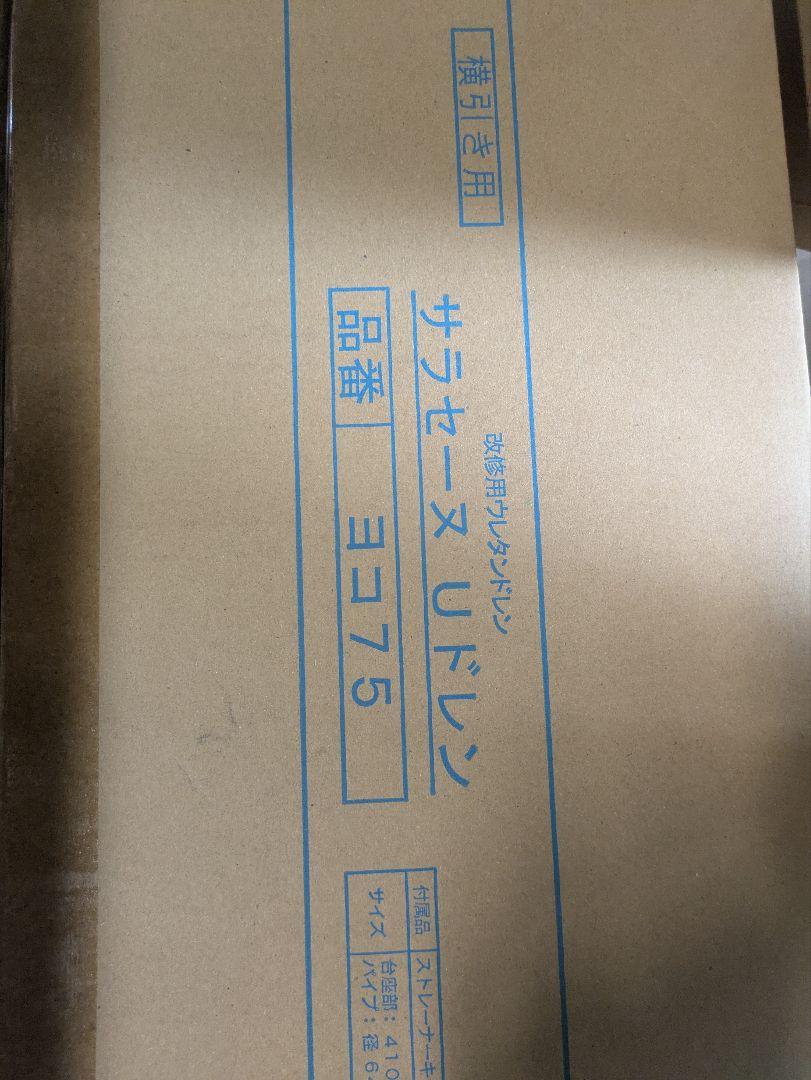 横引き用
改修用ウレタンドレン
サラセーヌ Uドレン
品番 ヨコ75
付属品 ストレーナーキ
サイズ 台座部：410
パイプ：径6